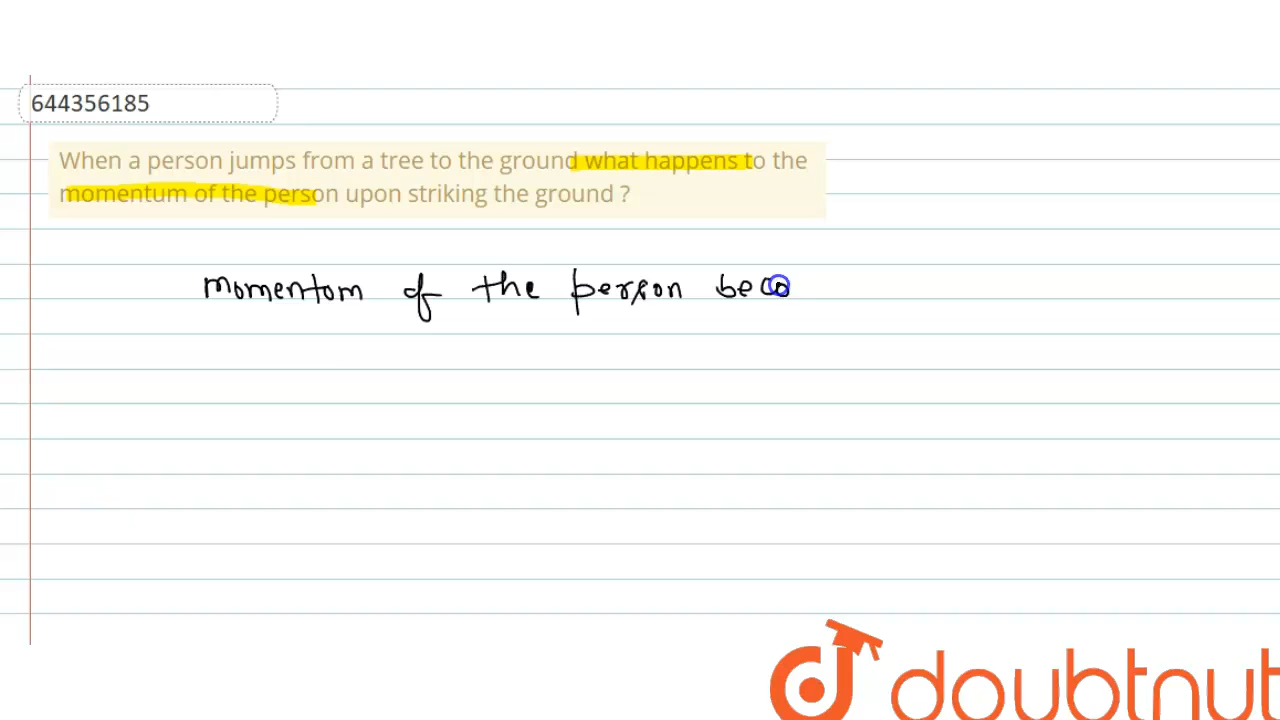 644356185
When a person jumps from a tree to the ground what happens to the
momentum of the person upon striking the ground ?
momentom of the person beco
doubtnut